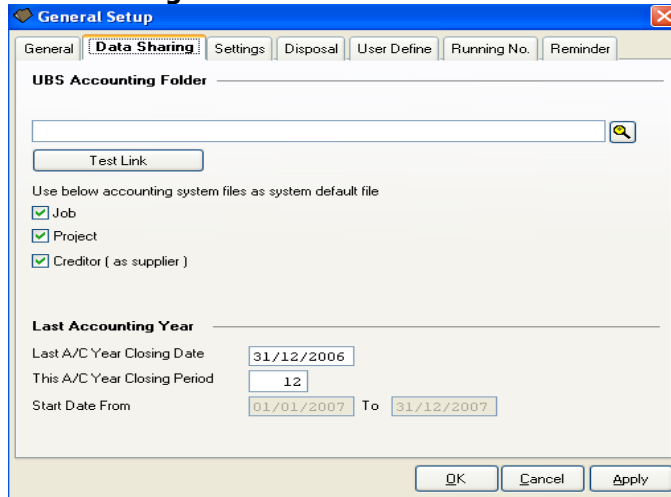 General Setup
General Data Sharing Settings Disposal User Define Running No. Reminder
UBS Accounting Folder
Test Link
Use below accounting system files as system default file
Job
Project
Creditor ( as supplier )
Last Accounting Year
Last A/C Year Closing Date 31/12/2006
This A/C Year Closing Period 12
Start Date From 01/01/2007 To 31/12/2007
OK Cancel Apply